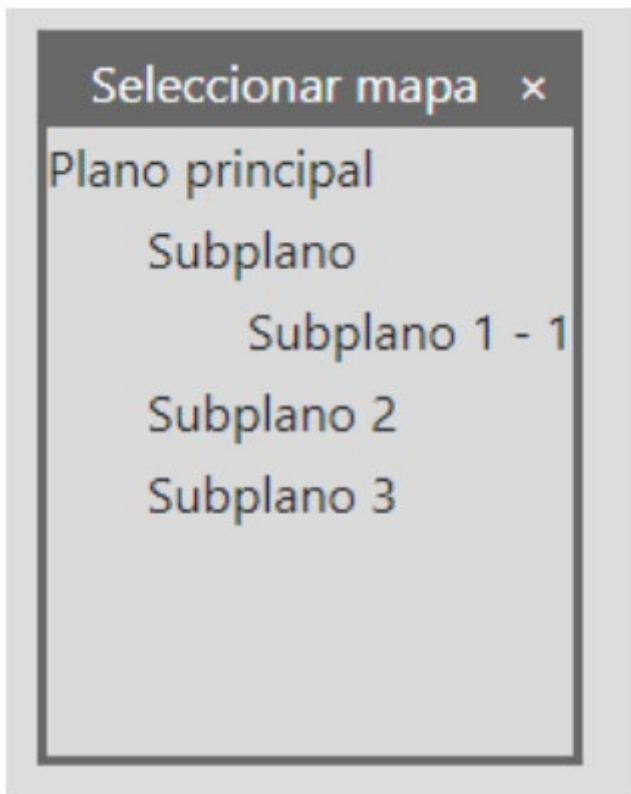 Seleccionar mapa ×
Plano principal
Subplano
Subplano 1 - 1
Subplano 2
Subplano 3